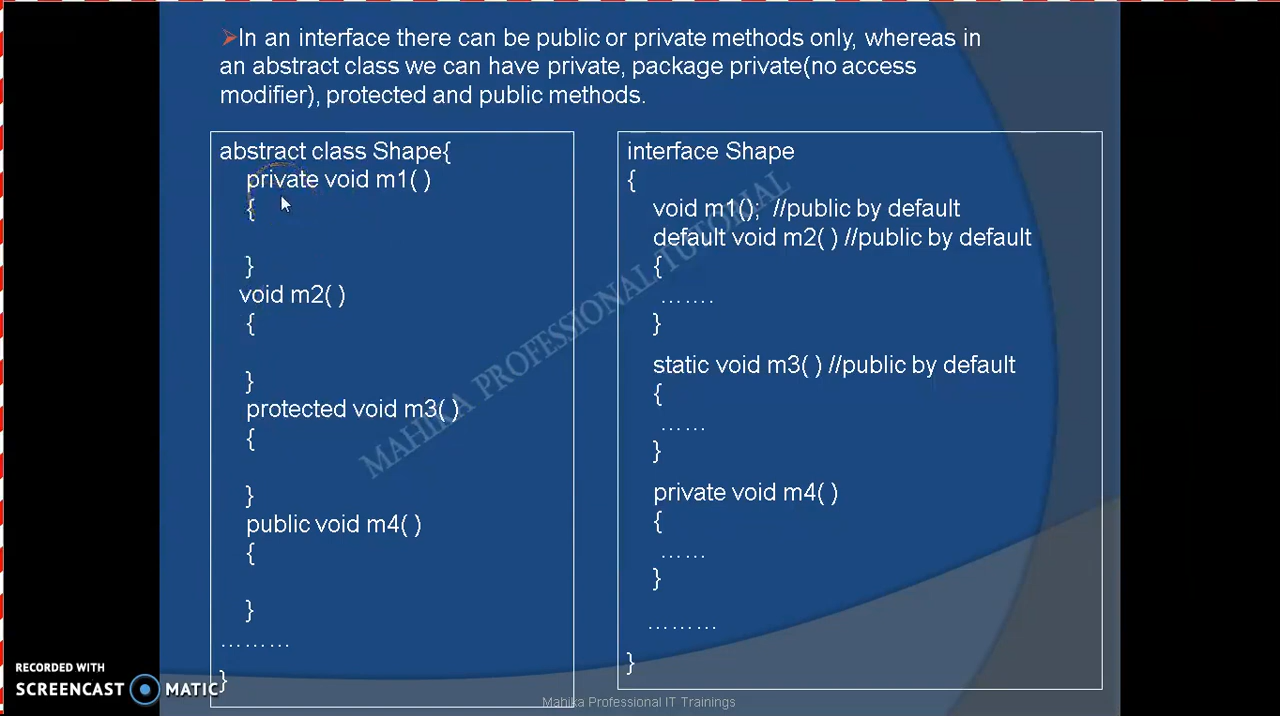 ➢In an interface there can be public or private methods only, whereas in
an abstract class we can have private, package private(no access
modifier), protected and public methods.
abstract class Shape{
private void m1( )
{
}
void m2( )
{
}
protected void m3( )
{
}
public void m4( )
{
}
………
}
interface Shape
{
void m1(); //public by default
default void m2( ) //public by default
{
…….
}
static void m3( ) //public by default
{
……
}
private void m4( )
{
……
}
………
}
MAHIKA PROFESSIONAL TUTORIAL
RECORDED WITH
SCREENCAST MATIC
Mahika Professional IT Trainings